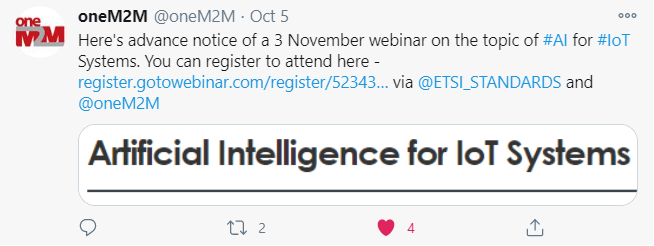 one
M2M
oneM2M @oneM2M · Oct 5
Here's advance notice of a 3 November webinar on the topic of #AI for #IoT
Systems. You can register to attend here -
register.gotowebinar.com/register/52343... via @ETSI_STANDARDS and
@oneM2M
Artificial Intelligence for IoT Systems
2
4